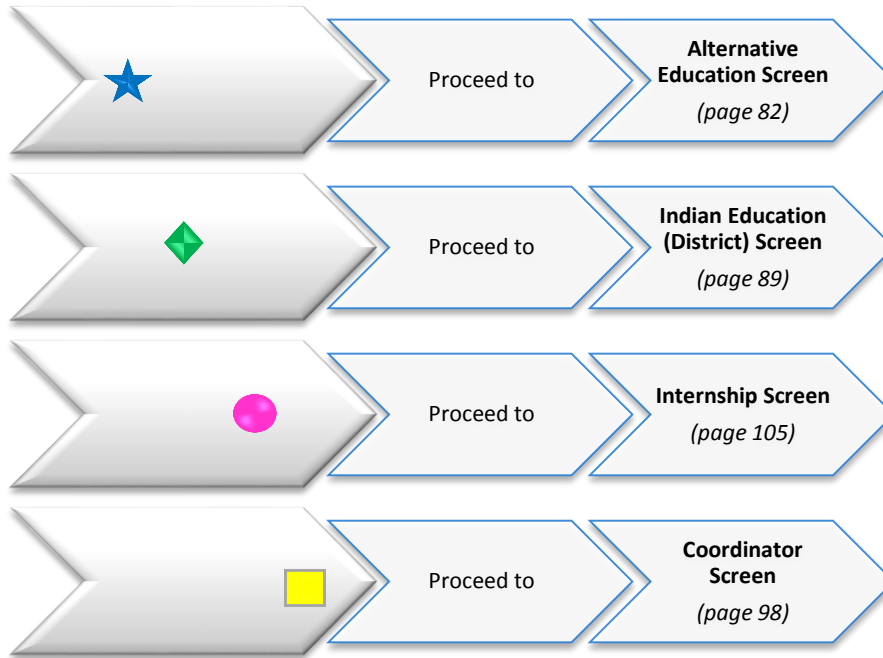 Proceed to
Alternative
Education Screen
(page 82)
Proceed to
Indian Education
(District) Screen
(page 89)
Proceed to
Internship Screen
(page 105)
Proceed to
Coordinator
Screen
(page 98)